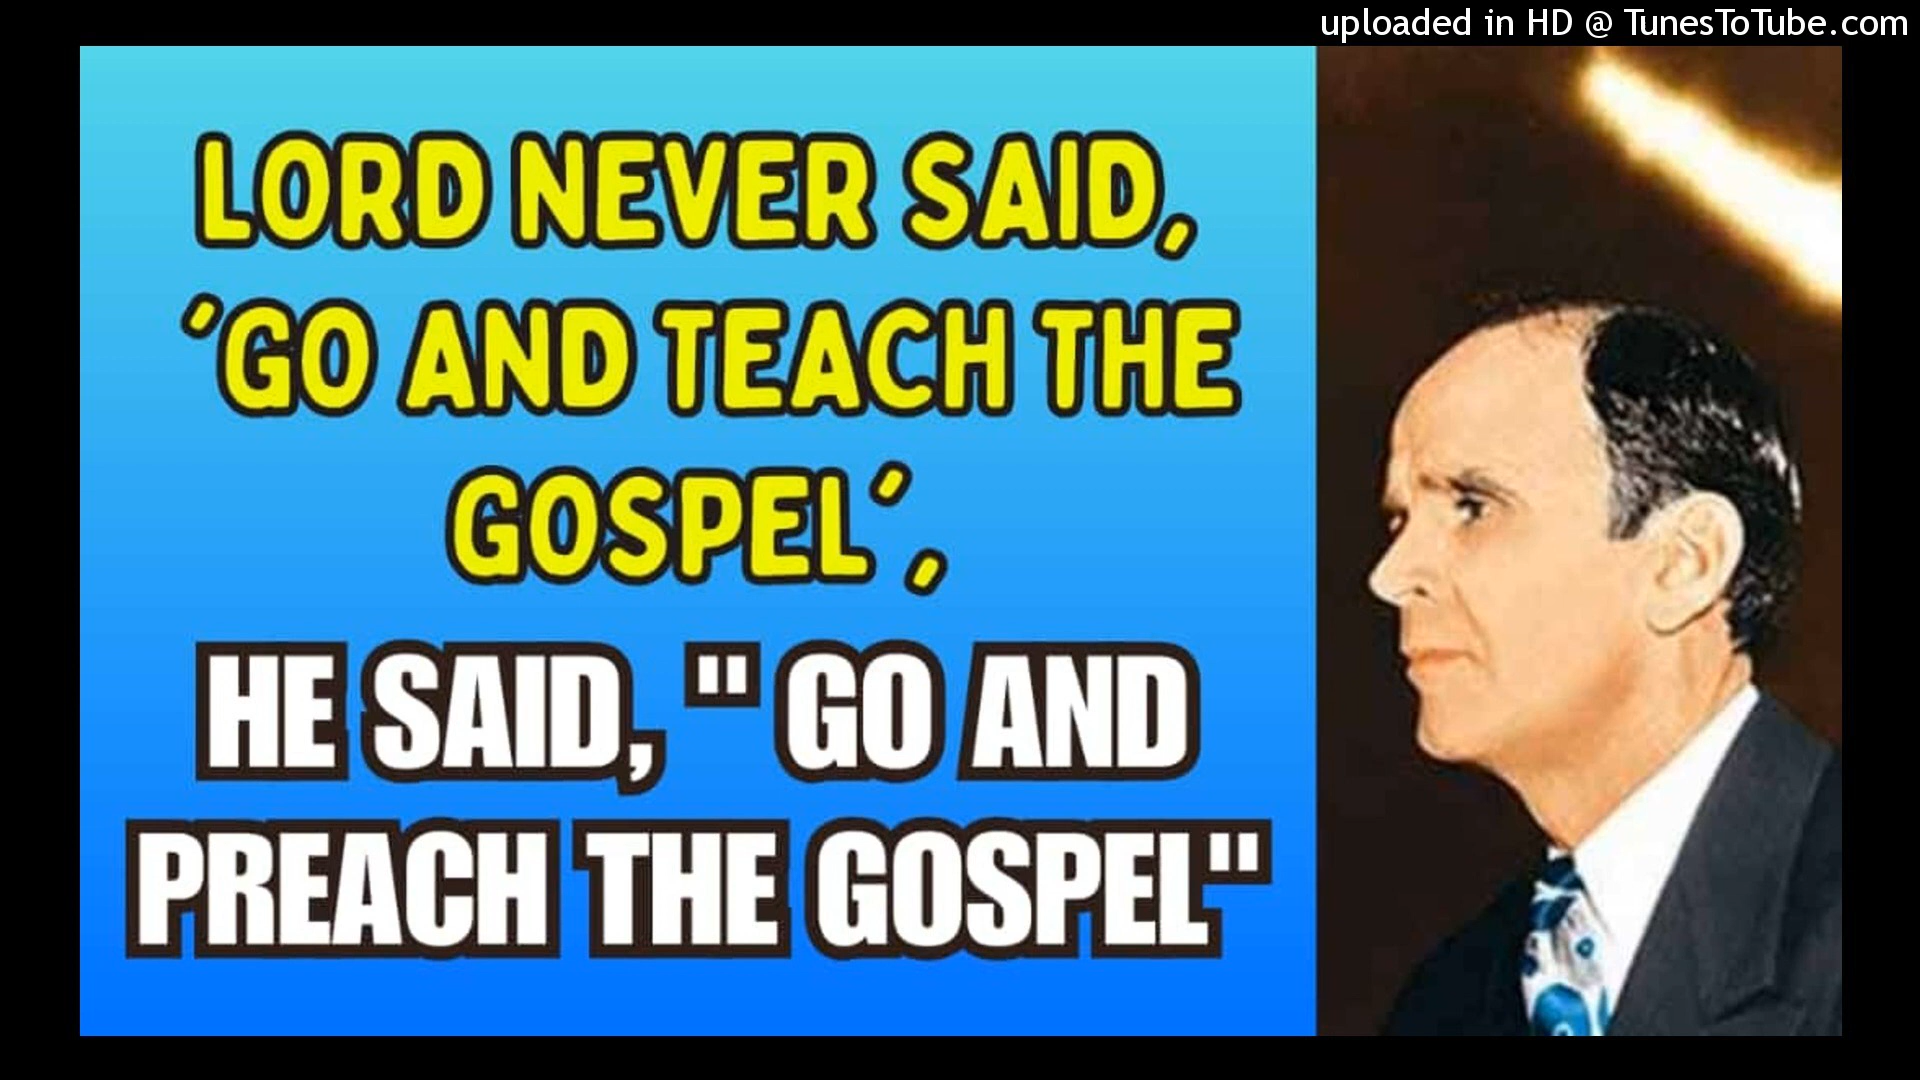 uploaded in HD @ TunesToTube.com
LORD NEVER SAID,
'GO AND TEACH THE
GOSPEL',
HE SAID, " GO AND
PREACH THE GOSPEL"